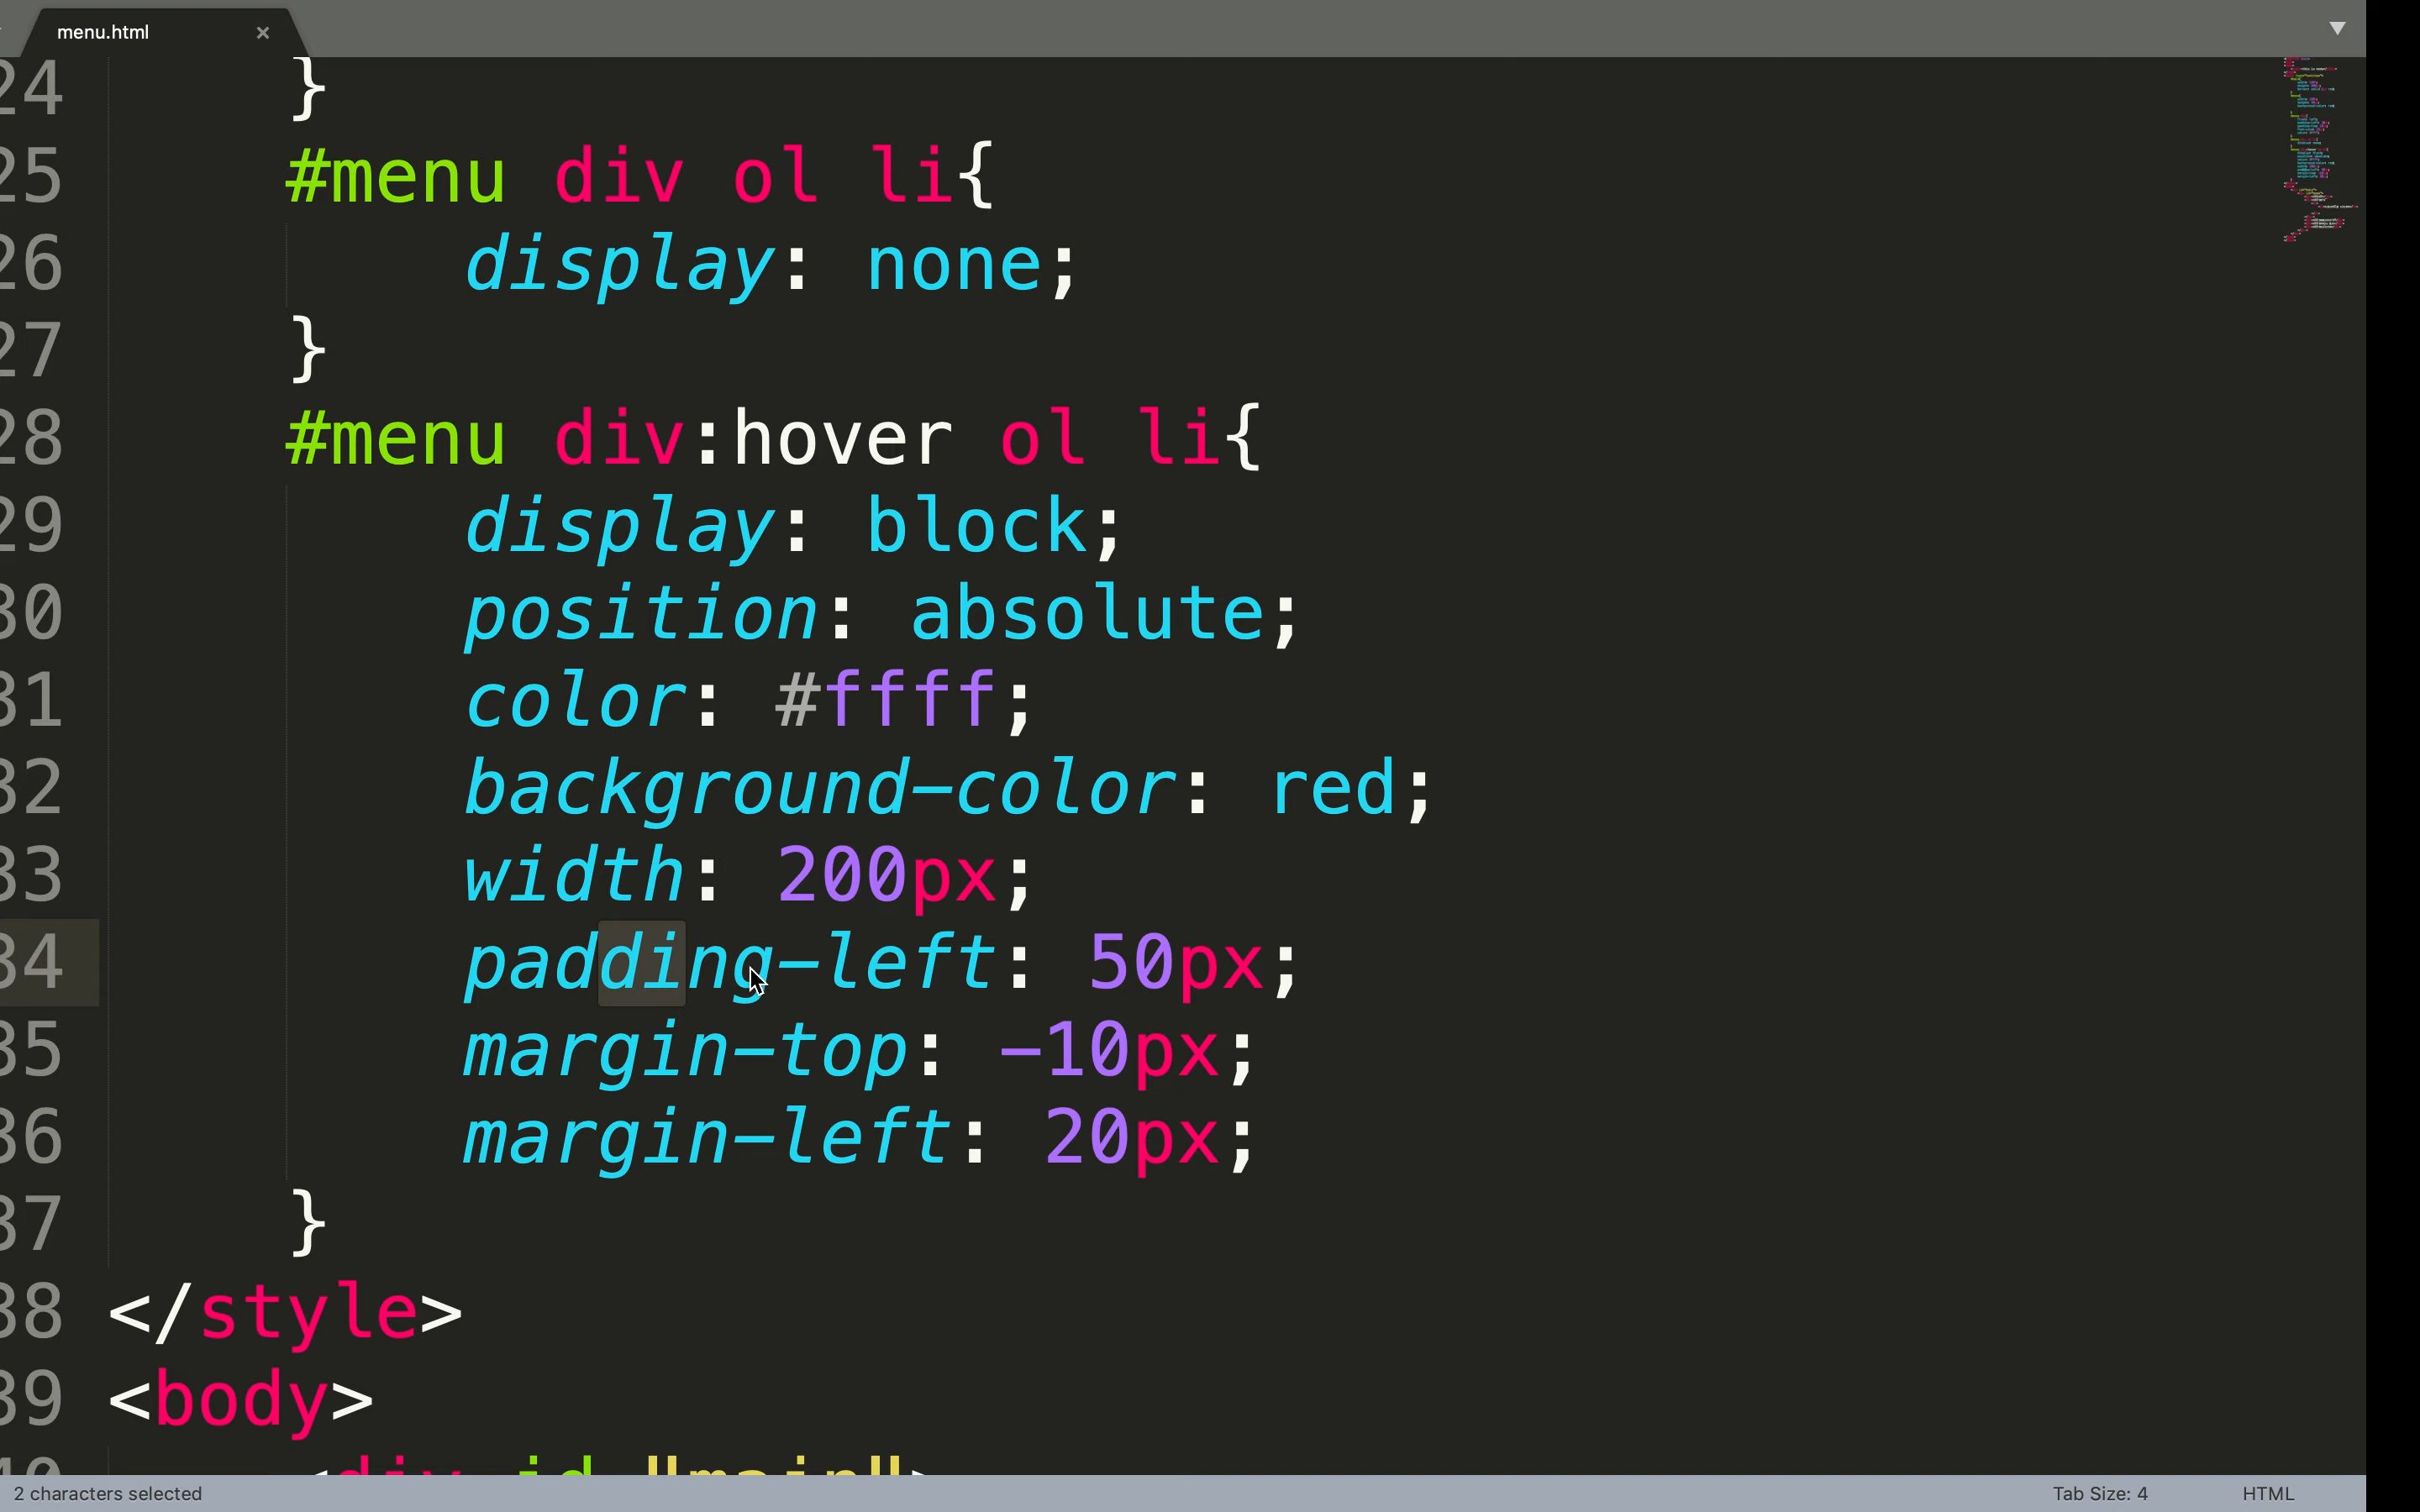 menu.html ×
24 }
25 #menu div ol li{
26 display: none;
27 }
28 #menu div:hover ol li{
29 display: block;
30 position: absolute;
31 color: #ffff;
32 background-color: red;
33 width: 200px;
34 padding-left: 50px;
35 margin-top: -10px;
36 margin-left: 20px;
37 }
38 </style>
39 <body>
2 characters selected Tab Size: 4 HTML